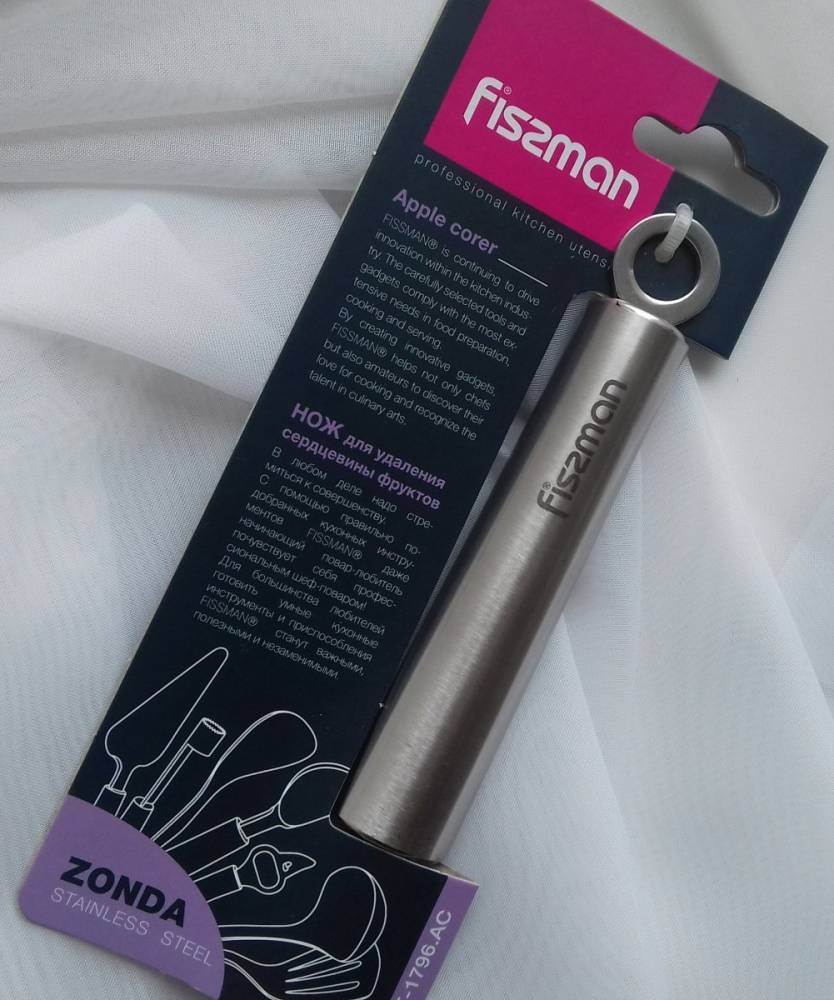 fissman®
professional kitchen utens
Apple corer
FISSMAN® is continuing to drive
innovation within the kitchen indus-
try. The carefully selected tools and
gadgets comply with the most ex-
tensive needs in food preparation,
cooking and serving.
By creating innovative gadgets,
FISSMAN® helps not only chefs
but also amateurs to discover their
love for cooking and recognize the
talent in culinary arts.
НОЖ для удаления
сердцевины фруктов
В любом деле надо стре-
миться к совершенству.
С помощью правильно по-
добранных кухонных инстру-
ментов FISSMAN® даже
начинающий повар-любитель
почувствует себя профес-
сиональным шеф-поваром!
Для большинства любителей
готовить умные кухонные
инструменты и приспособления
FISSMAN® станут важными,
полезными и незаменимыми.
fissman®
ZONDA
STAINLESS STEEL
-1796.AC